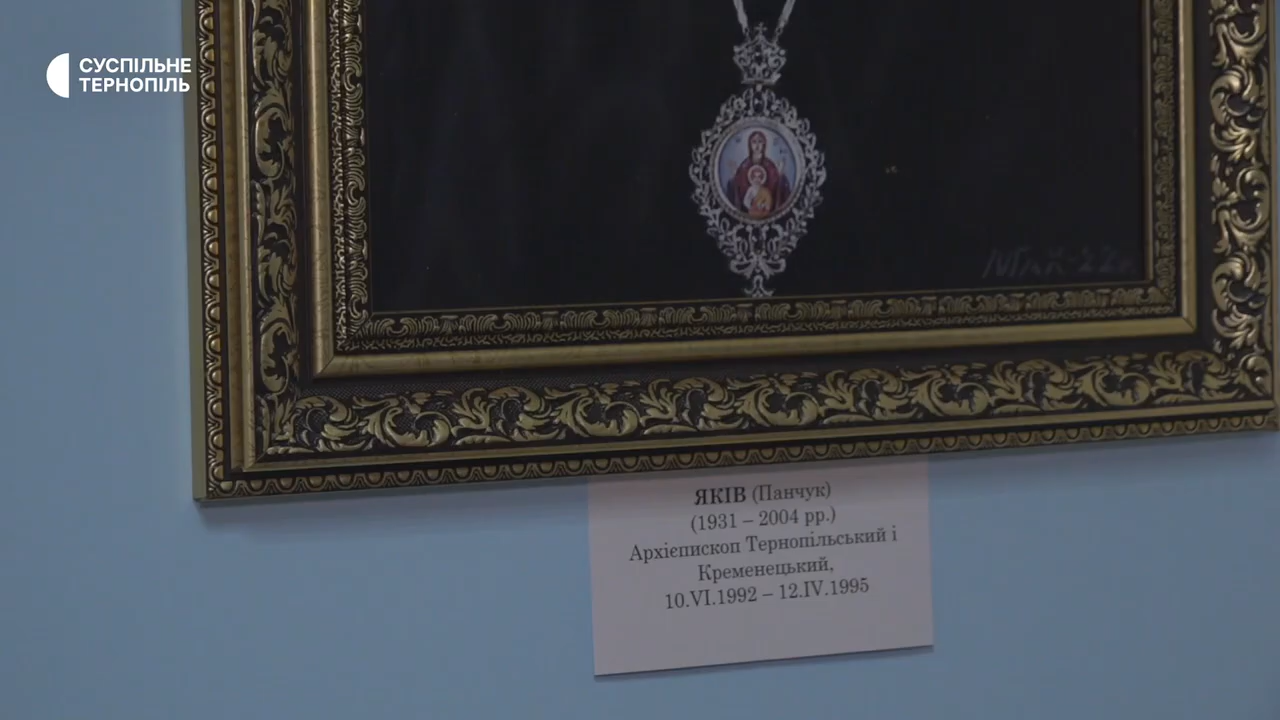 СУСПІЛЬНЕ
ТЕРНОПІЛЬ
ЯКІВ (Панчук)
(1931 – 2004 рр.)
Архієпископ Тернопільський і
Кременецький,
10.VI.1992 – 12.IV.1995